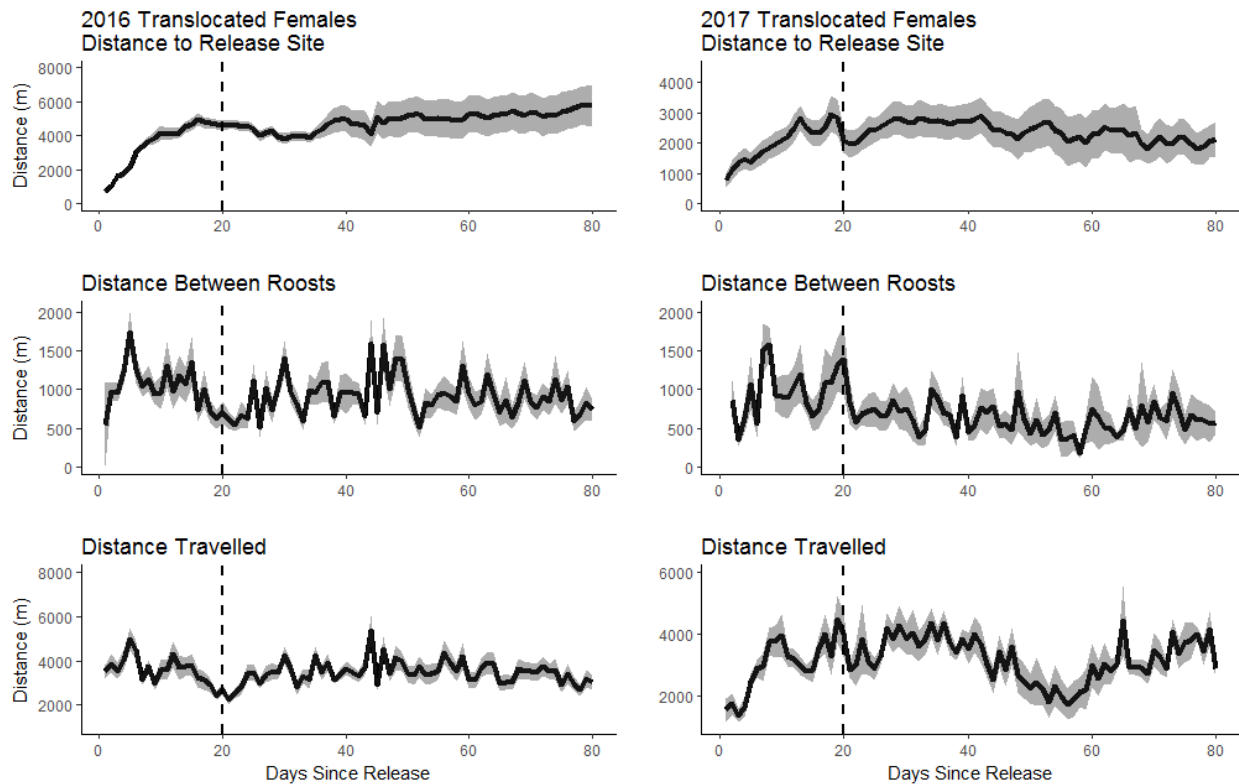 2016 Translocated Females
Distance to Release Site
Distance (m)
8000
6000
4000
2000
0
0 20 40 60 80
2017 Translocated Females
Distance to Release Site
4000
3000
2000
1000
0
0 20 40 60 80
Distance Between Roosts
Distance (m)
2000
1500
1000
500
0
0 20 40 60 80
Distance Between Roosts
2000
1500
1000
500
0
0 20 40 60 80
Distance Travelled
Distance (m)
8000
6000
4000
2000
0 20 40 60 80
Days Since Release
Distance Travelled
6000
4000
2000
0 20 40 60 80
Days Since Release